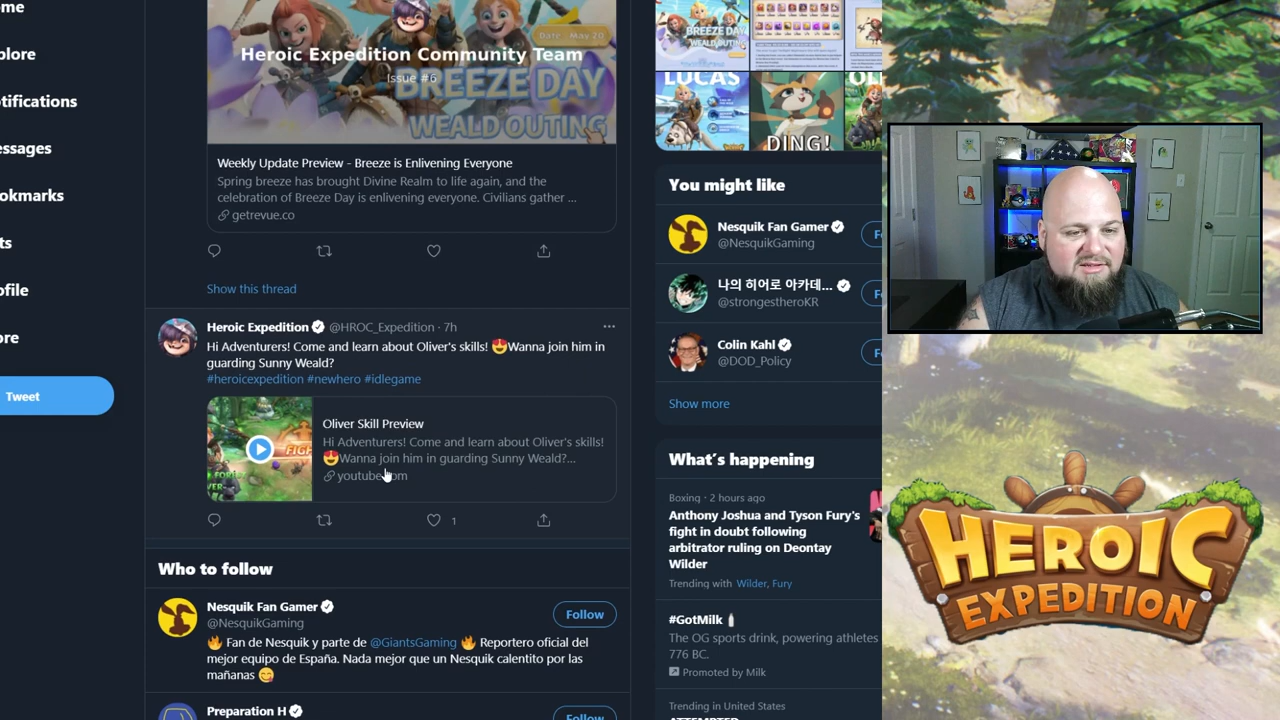 ome
plore
otifications
essages
okmarks
ts
ofile
ore
Tweet
Date: May 20
Heroic Expedition Community Team
Issue #6
BREEZE DAY
WEALD OUTING
Weekly Update Preview - Breeze is Enlivening Everyone
Spring breeze has brought Divine Realm to life again, and the
celebration of Breeze Day is enlivening everyone. Civilians gather ...
getrevue.co
Show this thread
Heroic Expedition @HROC_Expedition · 7h
Hi Adventurers! Come and learn about Oliver's skills! 😍Wanna join him in
guarding Sunny Weald?
#heroicexpedition #newhero #idlegame
Oliver Skill Preview
Hi Adventurers! Come and learn about Oliver's skills!
😍Wanna join him in guarding Sunny Weald?...
youtube.com
1
Who to follow
Nesquik Fan Gamer
@NesquikGaming
Follow
🔥 Fan de Nesquik y parte de @GiantsGaming 🔥 Reportero oficial del
mejor equipo de España. Nada mejor que un Nesquik calentito por las
mañanas 😋
Preparation H
Follow
BREEZE DAY
WEALD OUTING
LUCAS
DING!
OL
You might like
Nesquik Fan Gamer
@NesquikGaming
Fo
나의 히어로 아카데...
@strongestheroKR
Fo
Colin Kahl
@DOD_Policy
Fo
Show more
What's happening
Boxing · 2 hours ago
Anthony Joshua and Tyson Fury's
fight in doubt following
arbitrator ruling on Deontay
Wilder
Trending with Wilder, Fury
#GotMilk
The OG sports drink, powering athletes
776 BC.
Promoted by Milk
Trending in United States
ATTEMPTED
HEROIC
EXPEDITION